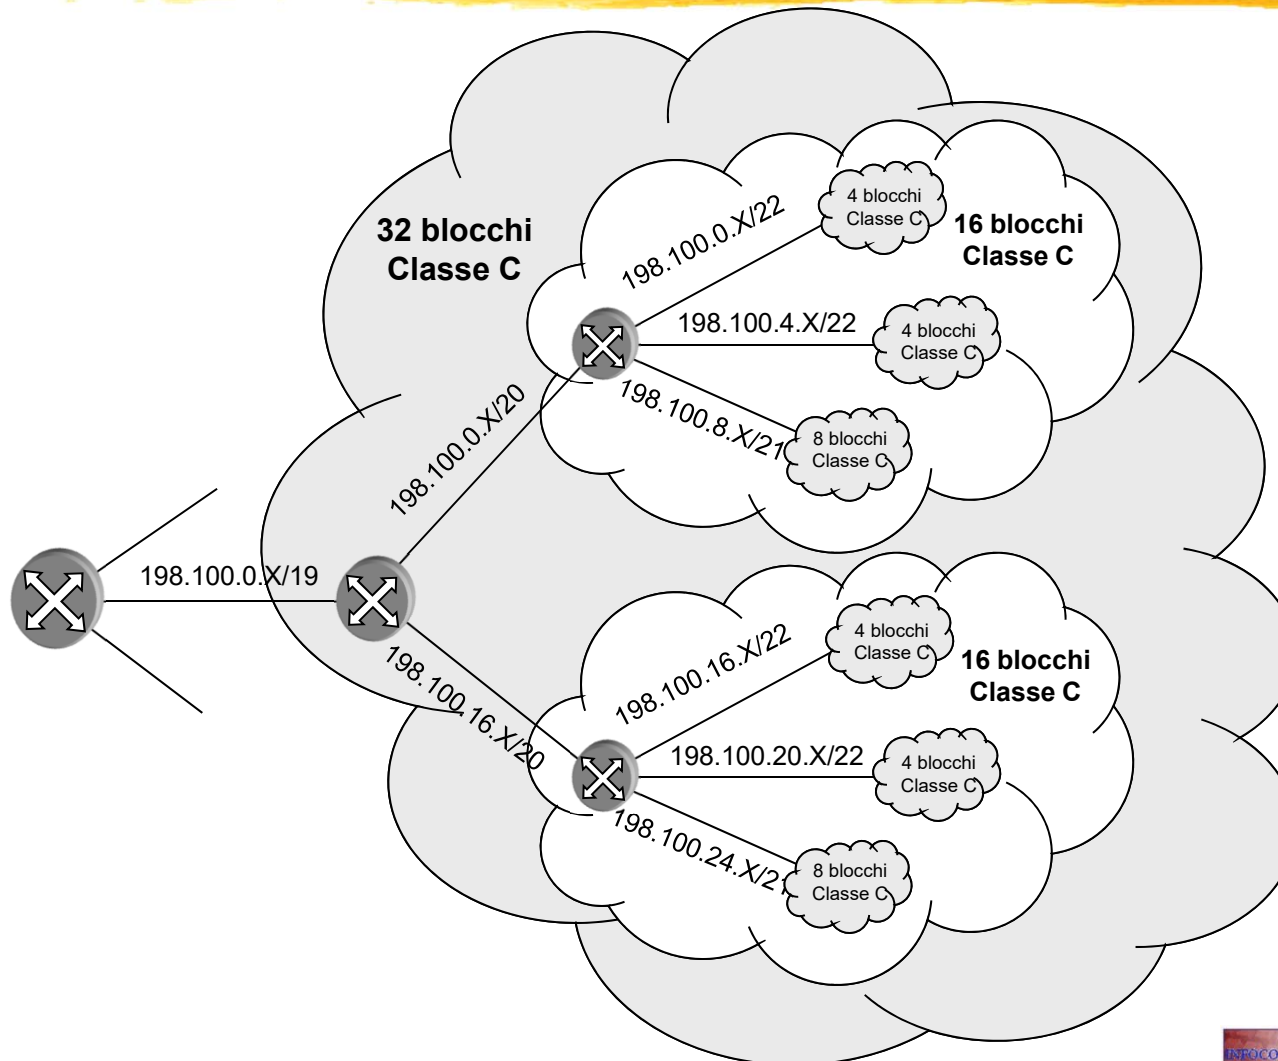 32 blocchi
Classe C
198.100.0.X/22
4 blocchi
Classe C
16 blocchi
Classe C
198.100.4.X/22
4 blocchi
Classe C
198.100.8.X/21
8 blocchi
Classe C
198.100.0.X/20
198.100.0.X/19
198.100.16.X/20
198.100.16.X/22
4 blocchi
Classe C
16 blocchi
Classe C
198.100.20.X/22
4 blocchi
Classe C
198.100.24.X/21
8 blocchi
Classe C
INFOCO